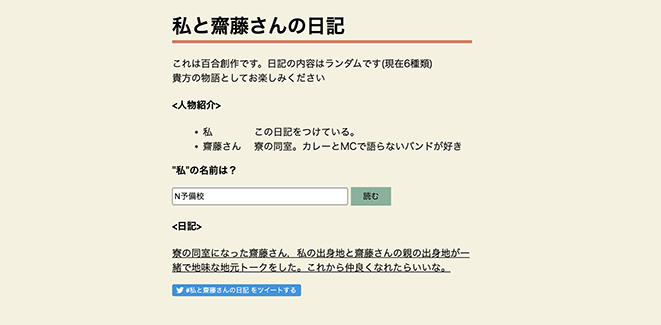 私と齋藤さんの日記
これは百合創作です。日記の内容はランダムです(現在6種類)
貴方の物語としてお楽しみください
<人物紹介>
• 私 この日記をつけている。
• 齋藤さん 寮の同室。カレーとMCで語らないバンドが好き
"私"の名前は？
N予備校 読む
<日記>
寮の同室になった齋藤さん，私の出身地と齋藤さんの親の出身地が一
緒で地味な地元トークをした。これから仲良くなれたらいいな。
#私と齋藤さんの日記 をツイートする